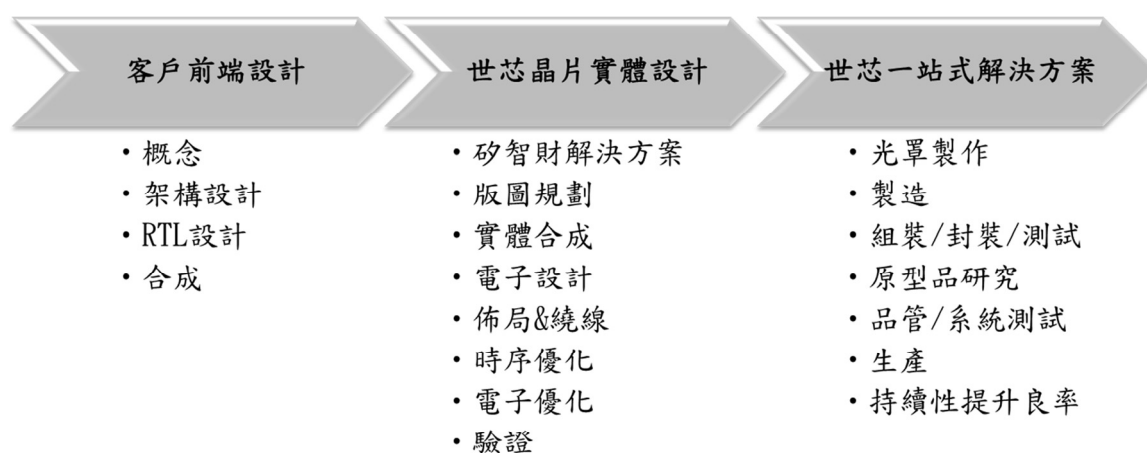 客戶前端設計
• 概念
• 架構設計
• RTL設計
• 合成
世芯晶片實體設計
• 矽智財解決方案
• 版圖規劃
• 實體合成
• 電子設計
• 佈局&繞線
• 時序優化
• 電子優化
• 驗證
世芯一站式解決方案
• 光罩製作
• 製造
• 組裝/封裝/測試
• 原型品研究
• 品管/系統測試
• 生產
• 持續性提升良率